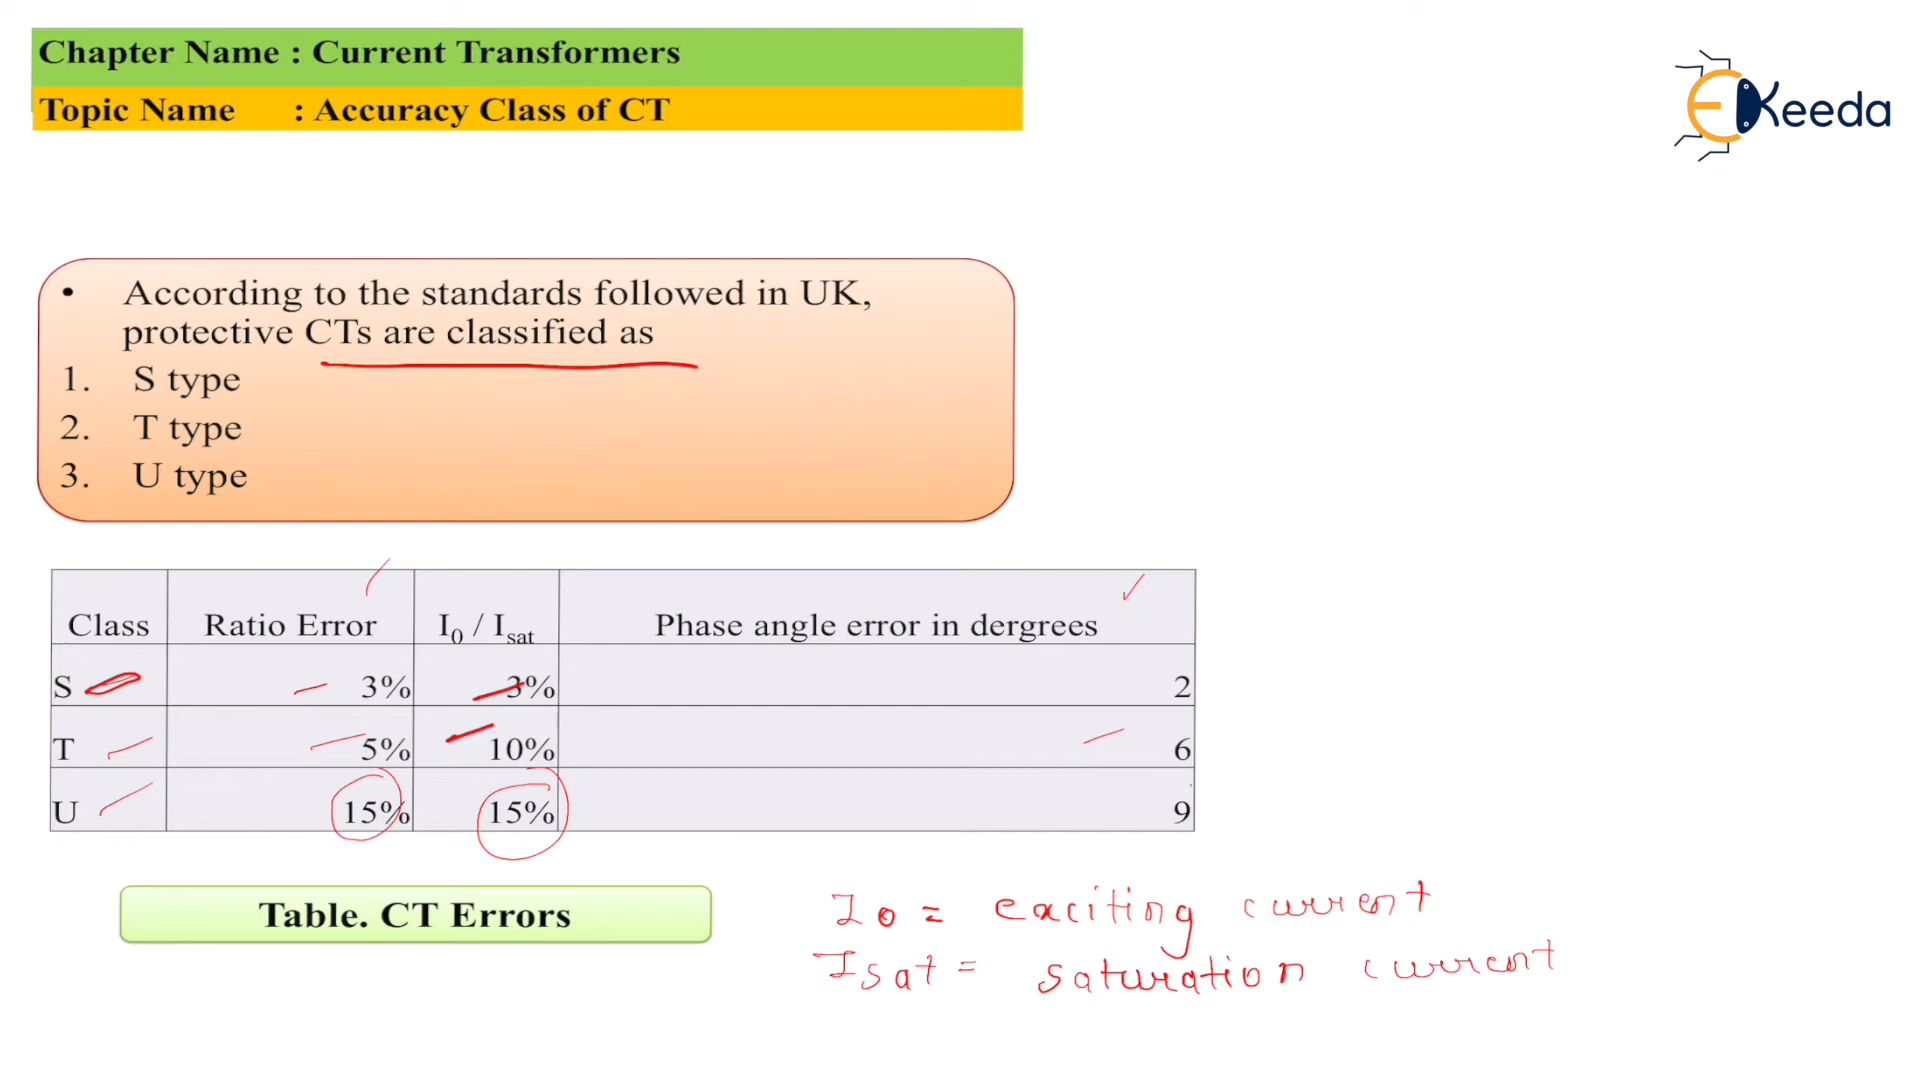 Chapter Name : Current Transformers
Topic Name : Accuracy Class of CT
EKeeda
• According to the standards followed in UK,
protective CTs are classified as
1. S type
2. T type
3. U type
Class Ratio Error I0 / Isat Phase angle error in dergrees
S 3% 3% 2
T 5% 10% 6
U 15% 15% 9
Table. CT Errors
I0 = exciting current
Isat = saturation current